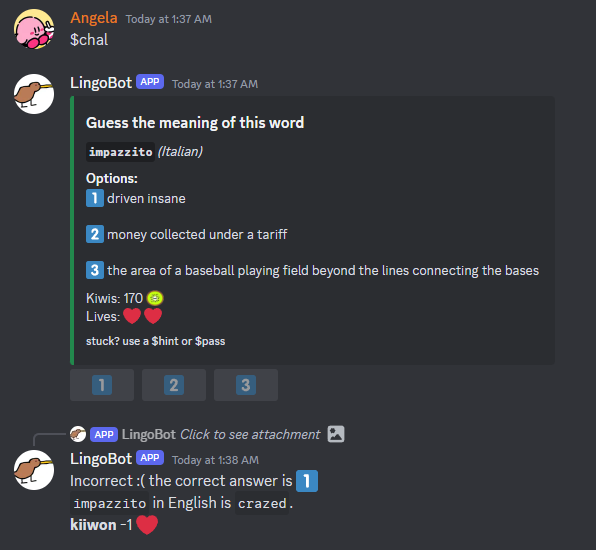 Angela Today at 1:37 AM
$chal
LingoBot APP Today at 1:37 AM
Guess the meaning of this word
impazzito (Italian)
Options:
1 driven insane
2 money collected under a tariff
3 the area of a baseball playing field beyond the lines connecting the bases
Kiwis: 170
Lives: ❤️❤️
stuck? use a $hint or $pass
1 2 3
APP LingoBot Click to see attachment
LingoBot APP Today at 1:38 AM
Incorrect :( the correct answer is 1
impazzito in English is crazed.
kiiwon -1 ❤️